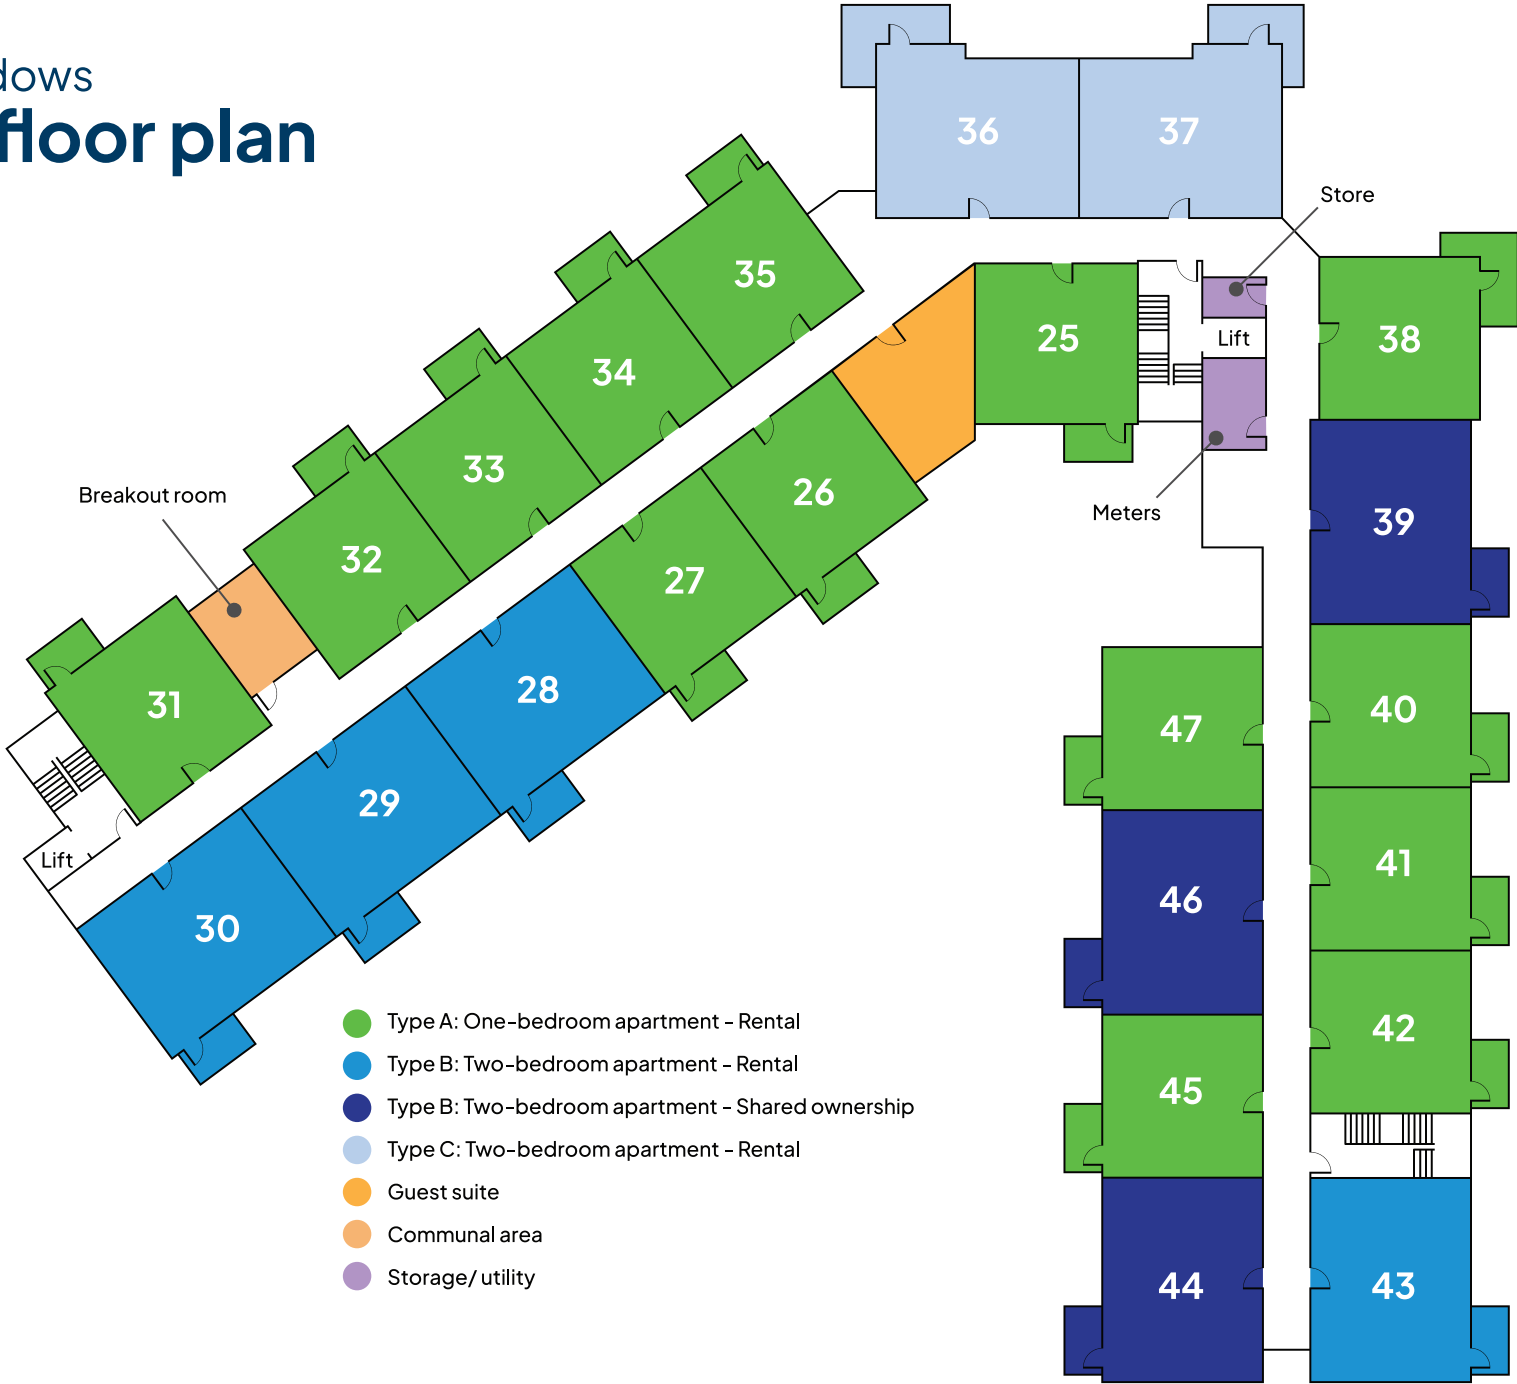 dows
floor plan
36
37
Store
35
25
Lift
38
34
33
26
39
Breakout room
Meters
32
27
31
28
40
47
29
41
Lift
46
30
42
45
44
43
Type A: One-bedroom apartment - Rental
Type B: Two-bedroom apartment - Rental
Type B: Two-bedroom apartment - Shared ownership
Type C: Two-bedroom apartment - Rental
Guest suite
Communal area
Storage/ utility